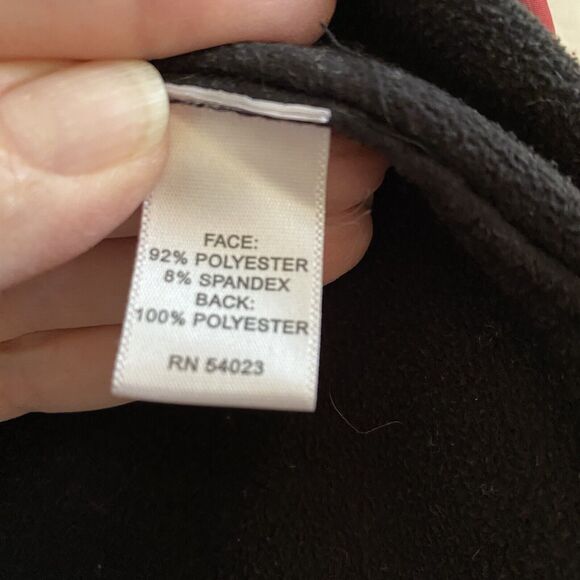 FACE:
92% POLYESTER
8% SPANDEX
BACK:
100% POLYESTER
RN 54023